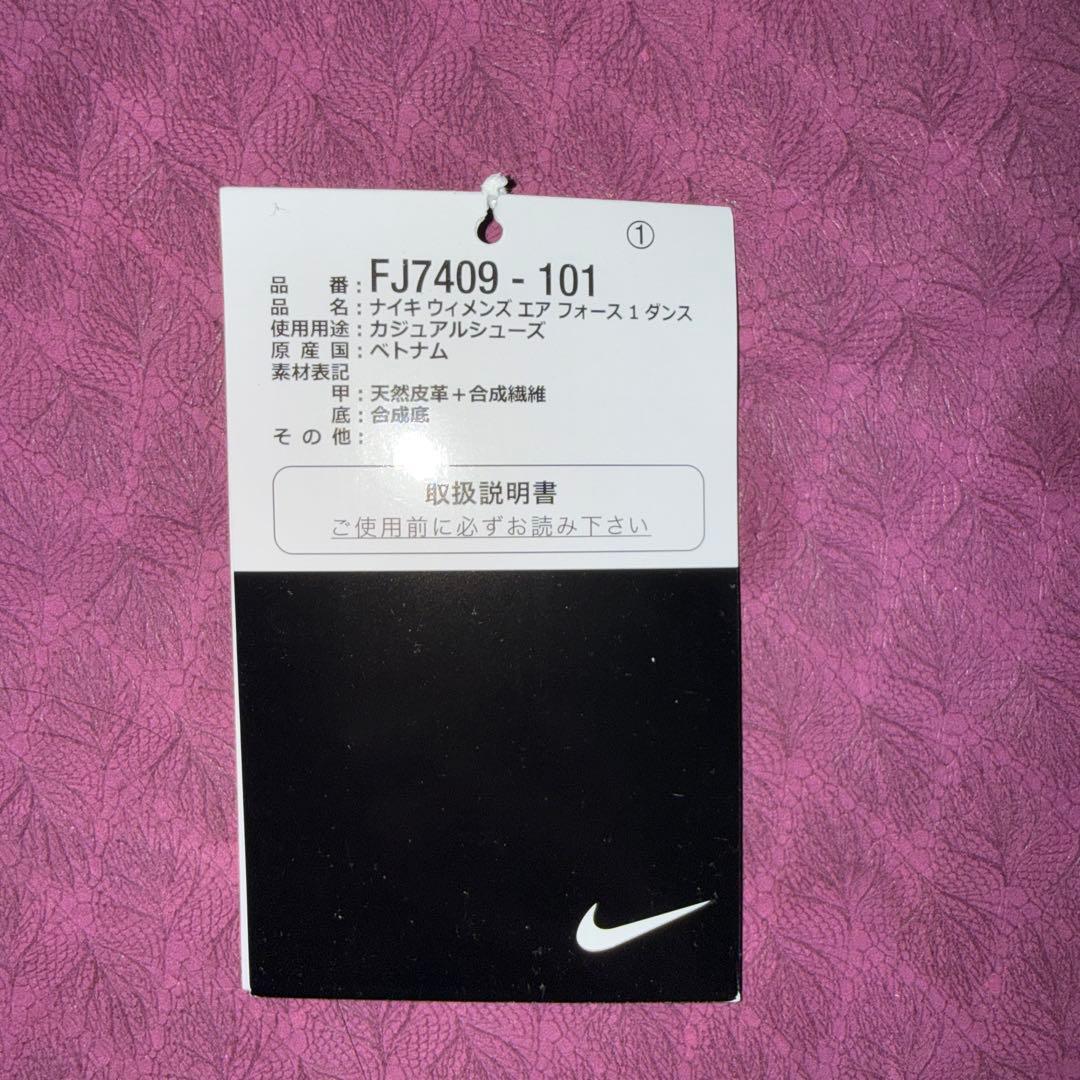 ①
品 番：FJ7409 - 101
品 名：ナイキ ウィメンズ エア フォース 1 ダンス
使用用途：カジュアルシューズ
原 産 国：ベトナム
素材表記
甲：天然皮革＋合成繊維
底：合成底
そ の 他：
取扱説明書
ご使用前に必ずお読み下さい